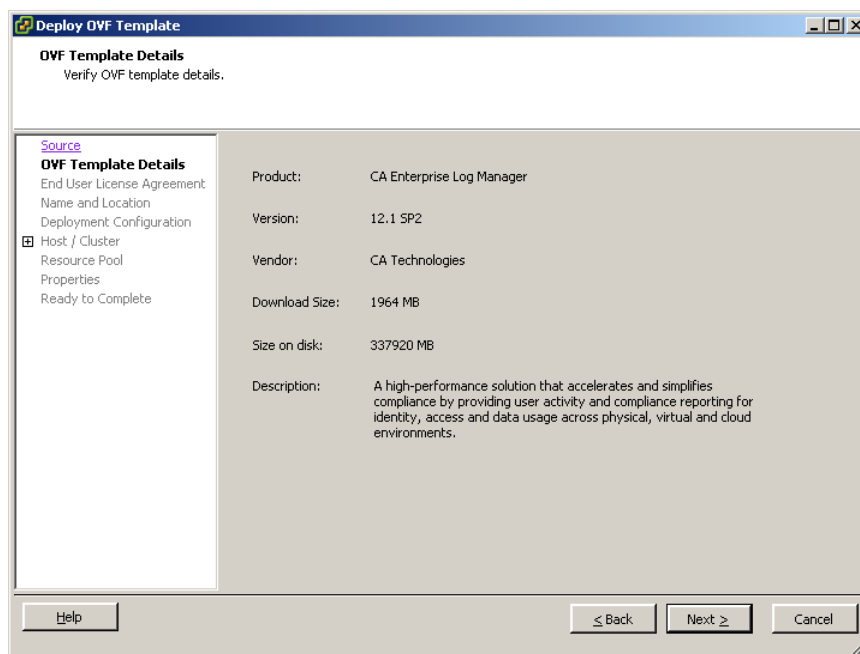 Deploy OVF Template
OVF Template Details
Verify OVF template details.
Source
OVF Template Details
End User License Agreement
Name and Location
Deployment Configuration
Host / Cluster
Resource Pool
Properties
Ready to Complete
Product: CA Enterprise Log Manager
Version: 12.1 SP2
Vendor: CA Technologies
Download Size: 1964 MB
Size on disk: 337920 MB
Description: A high-performance solution that accelerates and simplifies
compliance by providing user activity and compliance reporting for
identity, access and data usage across physical, virtual and cloud
environments.
Help
< Back
Next >
Cancel